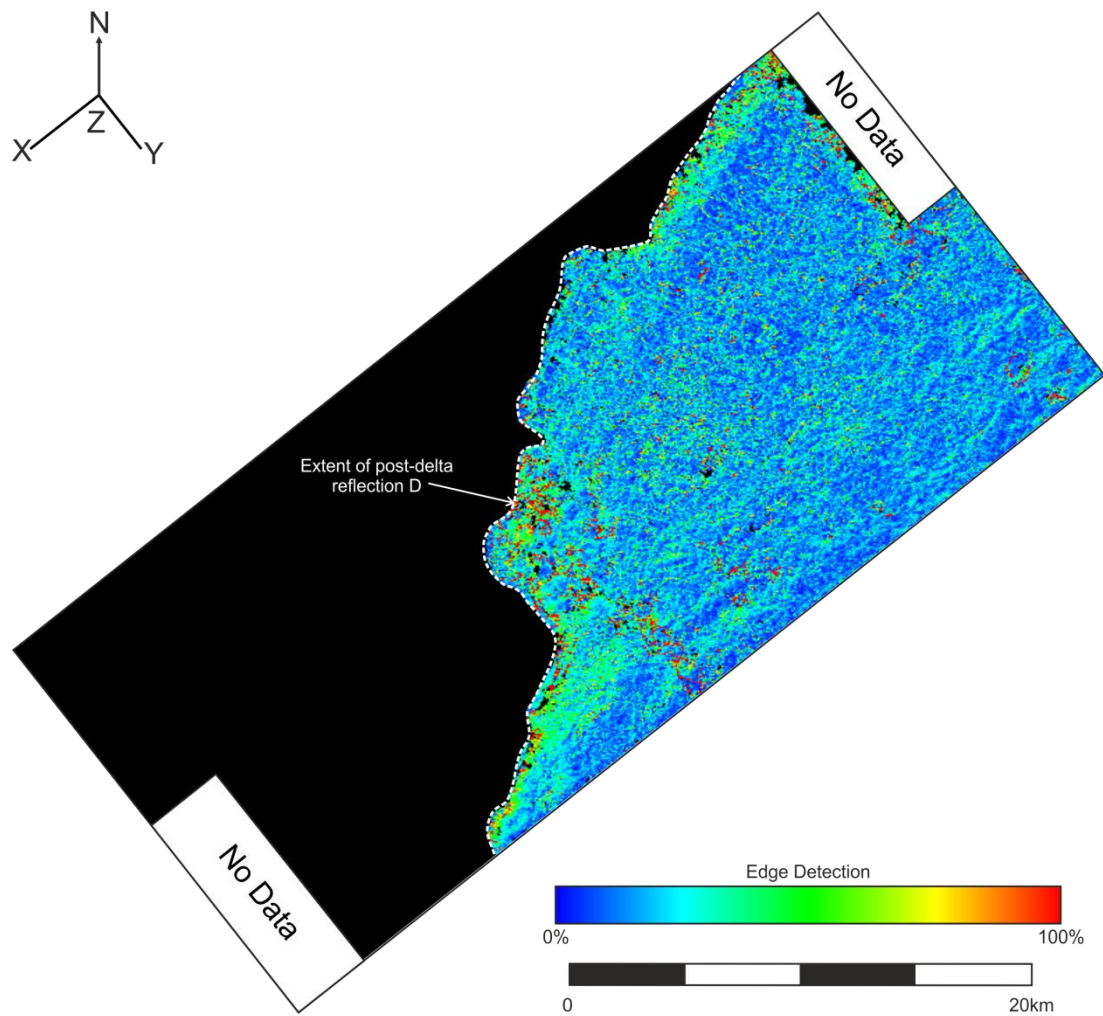 N
X
Z
Y
No Data
Extent of post-delta
reflection D
No Data
Edge Detection
0%
100%
0
20km